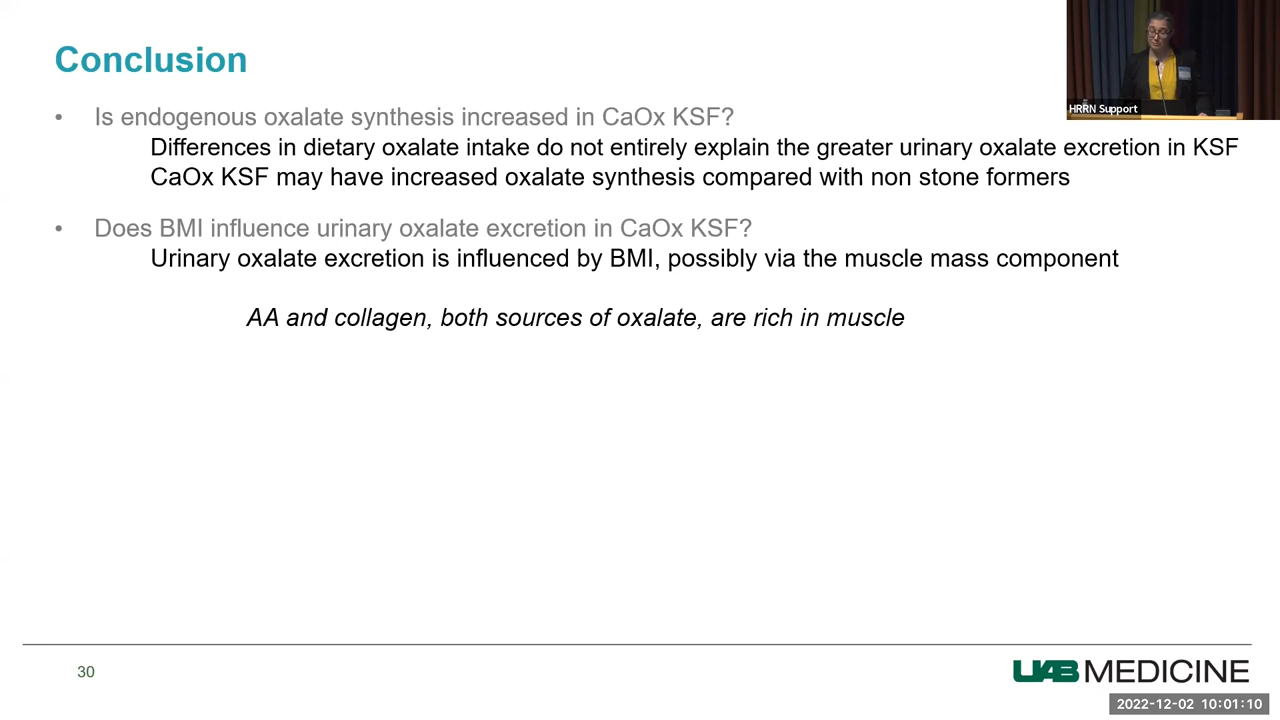 Conclusion
HRRN Support
• Is endogenous oxalate synthesis increased in CaOx KSF?
Differences in dietary oxalate intake do not entirely explain the greater urinary oxalate excretion in KSF
CaOx KSF may have increased oxalate synthesis compared with non stone formers
• Does BMI influence urinary oxalate excretion in CaOx KSF?
Urinary oxalate excretion is influenced by BMI, possibly via the muscle mass component
AA and collagen, both sources of oxalate, are rich in muscle
30
UAB MEDICINE
2022-12-02 10:01:10